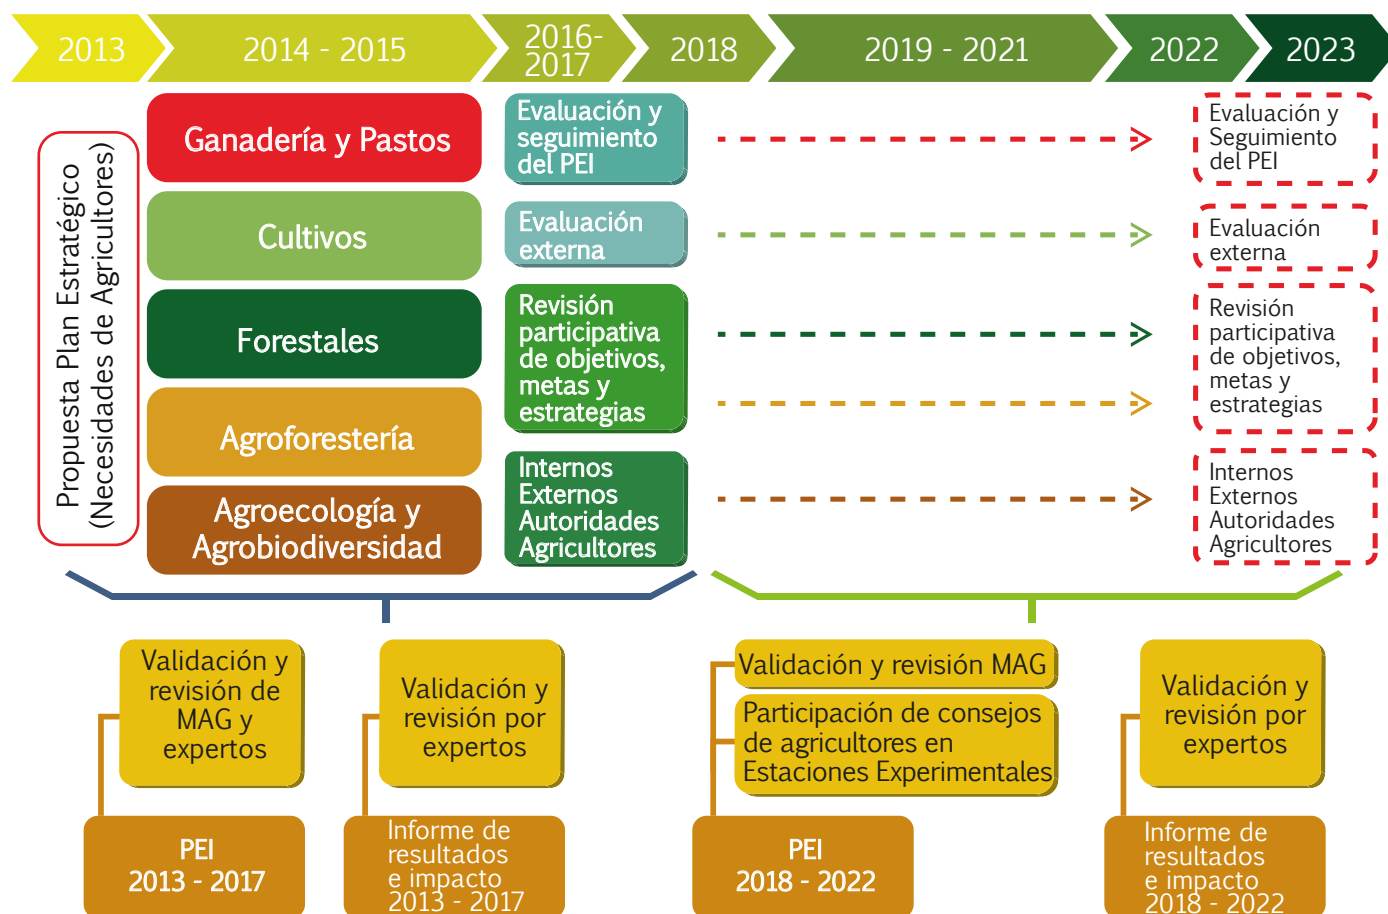 2013
2014 - 2015
2016-
2017
2018
2019 - 2021
2022
2023
Propuesta Plan Estratégico
(Necesidades de Agricultores)
Ganadería y Pastos
Cultivos
Forestales
Agroforestería
Agroecología y
Agrobiodiversidad
Evaluación y
seguimiento
del PEI
Evaluación
externa
Revisión
participativa
de objetivos,
metas y
estrategias
Internos
Externos
Autoridades
Agricultores
Evaluación y
Seguimiento
del PEI
Evaluación
externa
Revisión
participativa
de objetivos,
metas y
estrategias
Internos
Externos
Autoridades
Agricultores
Validación y
revisión de
MAG y
expertos
PEI
2013 - 2017
Validación y
revisión por
expertos
Informe de
resultados
e impacto
2013 - 2017
Validación y revisión MAG
Participación de consejos
de agricultores en
Estaciones Experimentales
PEI
2018 - 2022
Validación y
revisión por
expertos
Informe de
resultados
e impacto
2018 - 2022